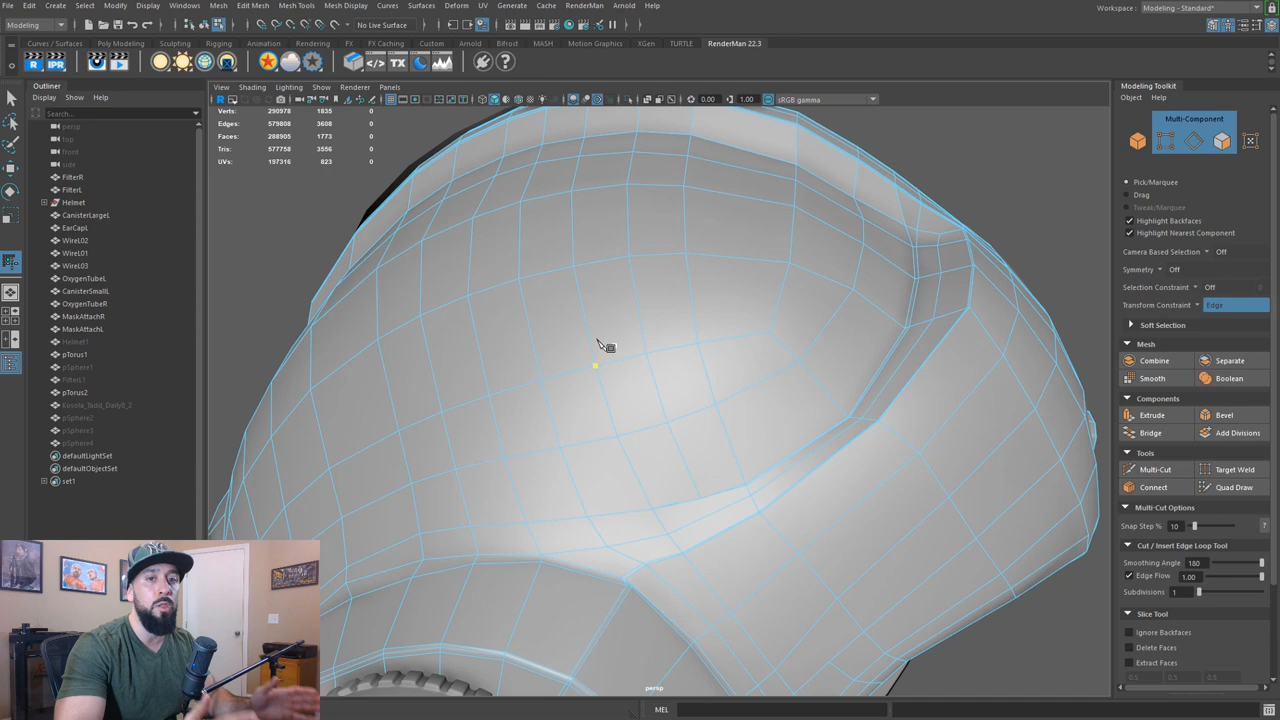 File Edit Create Select Modify Display Windows Mesh Edit Mesh Mesh Tools Mesh Display Curves Surfaces Deform UV Generate Cache RenderMan Arnold Help
Workspace : Modeling - Standard*
Modeling No Live Surface
Curves / Surfaces Poly Modeling Sculpting Rigging Animation Rendering FX FX Caching Custom Arnold Bifrost MASH Motion Graphics XGen TURTLE RenderMan 22.3
R IPR </> TX ?
Outliner
Display Show Help
Search...
persp
top
front
side
FilterR
FilterL
Helmet
CanisterLargeL
EarCapL
WireL02
WireL01
WireL03
OxygenTubeL
CanisterSmallL
OxygenTubeR
MaskAttachR
MaskAttachL
Helmet1
pTorus1
pSphere1
FilterL1
pTorus2
pSphere2
pSphere3
pSphere4
defaultLightSet
defaultObjectSet
set1
View Shading Lighting Show Renderer Panels
0.00 1.00 sRGB gamma
Verts: 290978 1835 0
Edges: 579808 3608 0
Faces: 288905 1773 0
Tris: 577758 3556 0
UVs: 197316 823 0
persp
MEL
Modeling Toolkit
Object Help
Multi-Component
Pick/Marquee
Drag
Tweak/Marquee
Highlight Backfaces
Highlight Nearest Component
Camera Based Selection Off
Symmetry Off
Selection Constraint Off
Transform Constraint Edge
Soft Selection
Mesh
Combine Separate
Smooth Boolean
Components
Extrude Bevel
Bridge Add Divisions
Tools
Multi-Cut Target Weld
Connect Quad Draw
Multi-Cut Options
Snap Step % 10 ?
Cut / Insert Edge Loop Tool
Smoothing Angle 180
Edge Flow 1.00
Subdivisions 1
Slice Tool
Ignore Backfaces
Delete Faces
Extract Faces
0.5 0.5 0.5